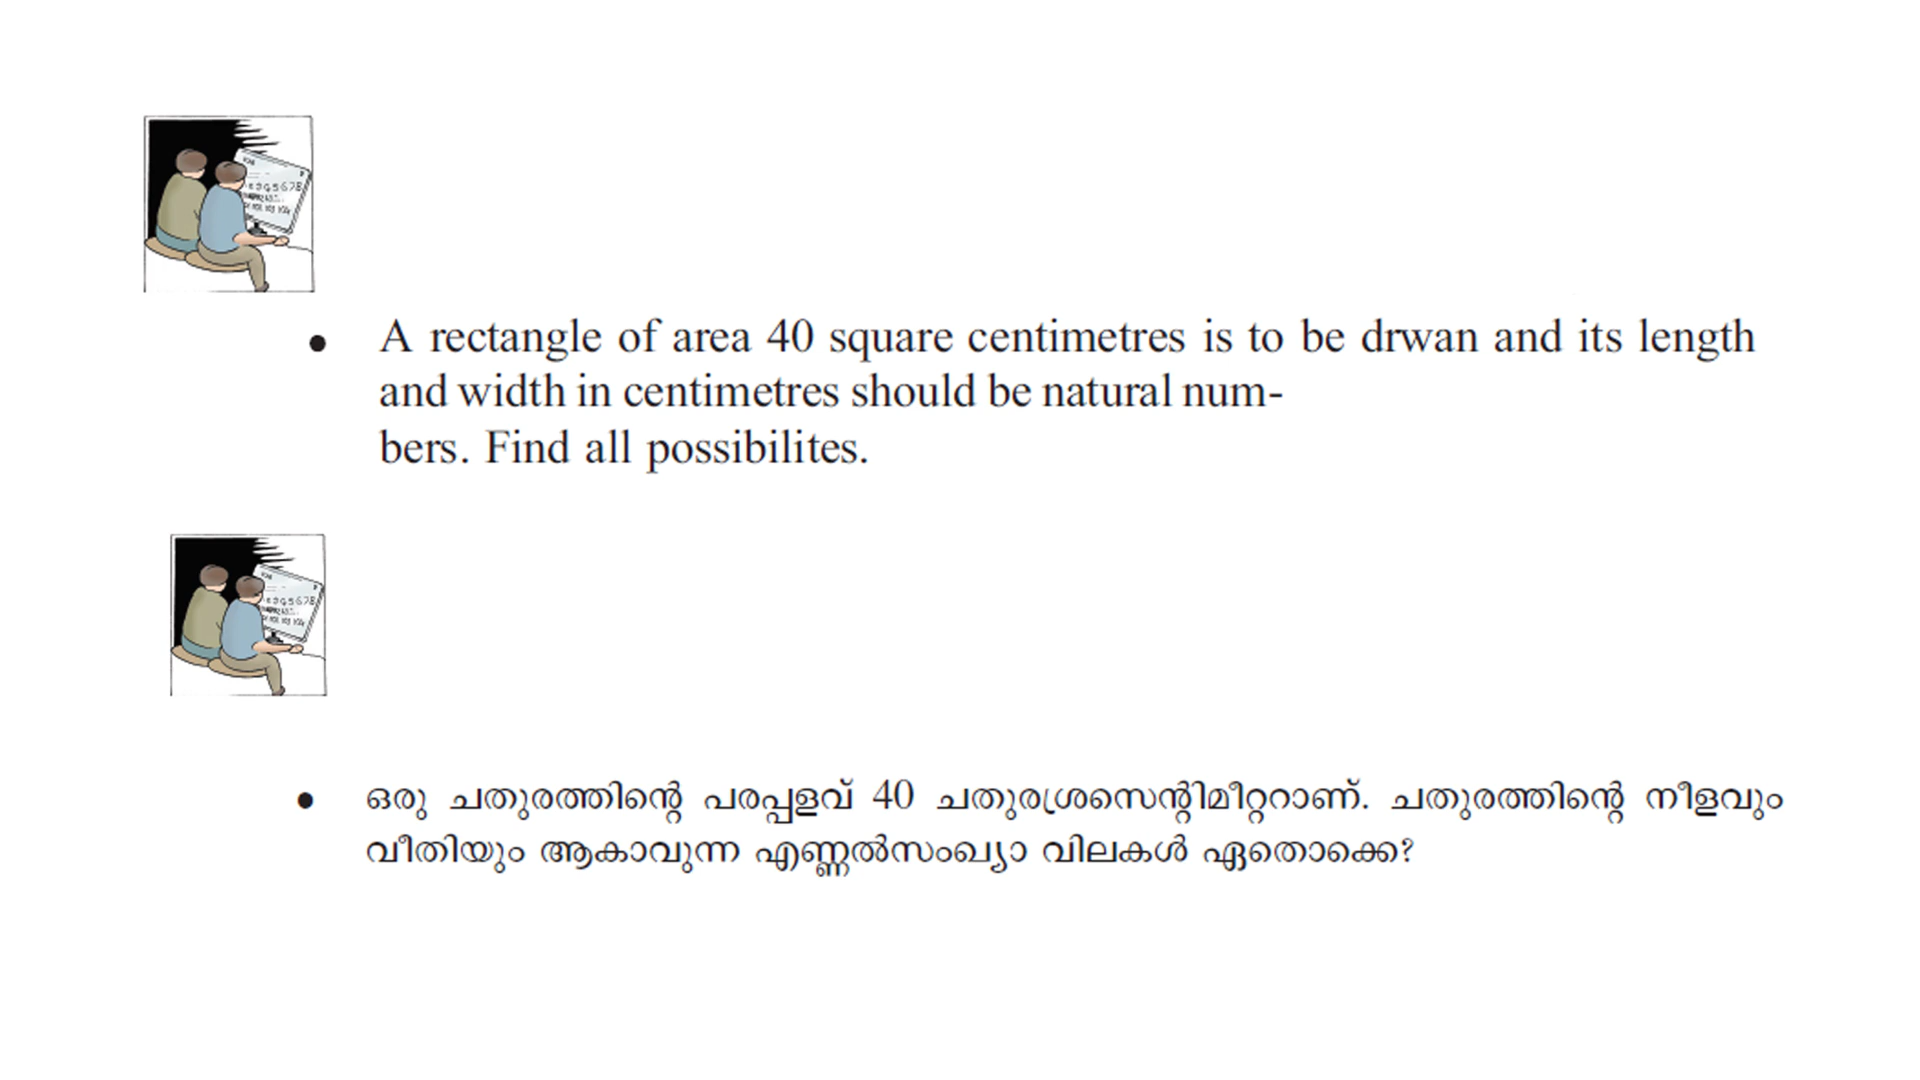 • A rectangle of area 40 square centimetres is to be drwan and its length
and width in centimetres should be natural num-
bers. Find all possibilites.
• ഒരു ചതുരത്തിന്റെ പരപ്പളവ് 40 ചതുരശ്രസെന്റിമീറ്ററാണ്. ചതുരത്തിന്റെ നീളവും
വീതിയും ആകാവുന്ന എണ്ണൽസംഖ്യാ വിലകൾ ഏതൊക്കെ?